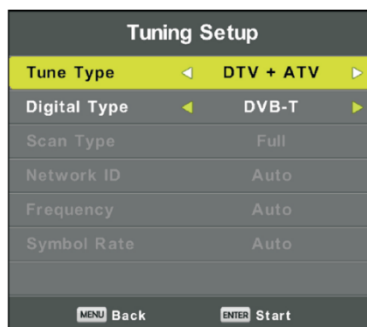 Tuning Setup
Tune Type DTV + ATV
Digital Type DVB-T
Scan Type Full
Network ID Auto
Frequency Auto
Symbol Rate Auto
MENU Back ENTER Start